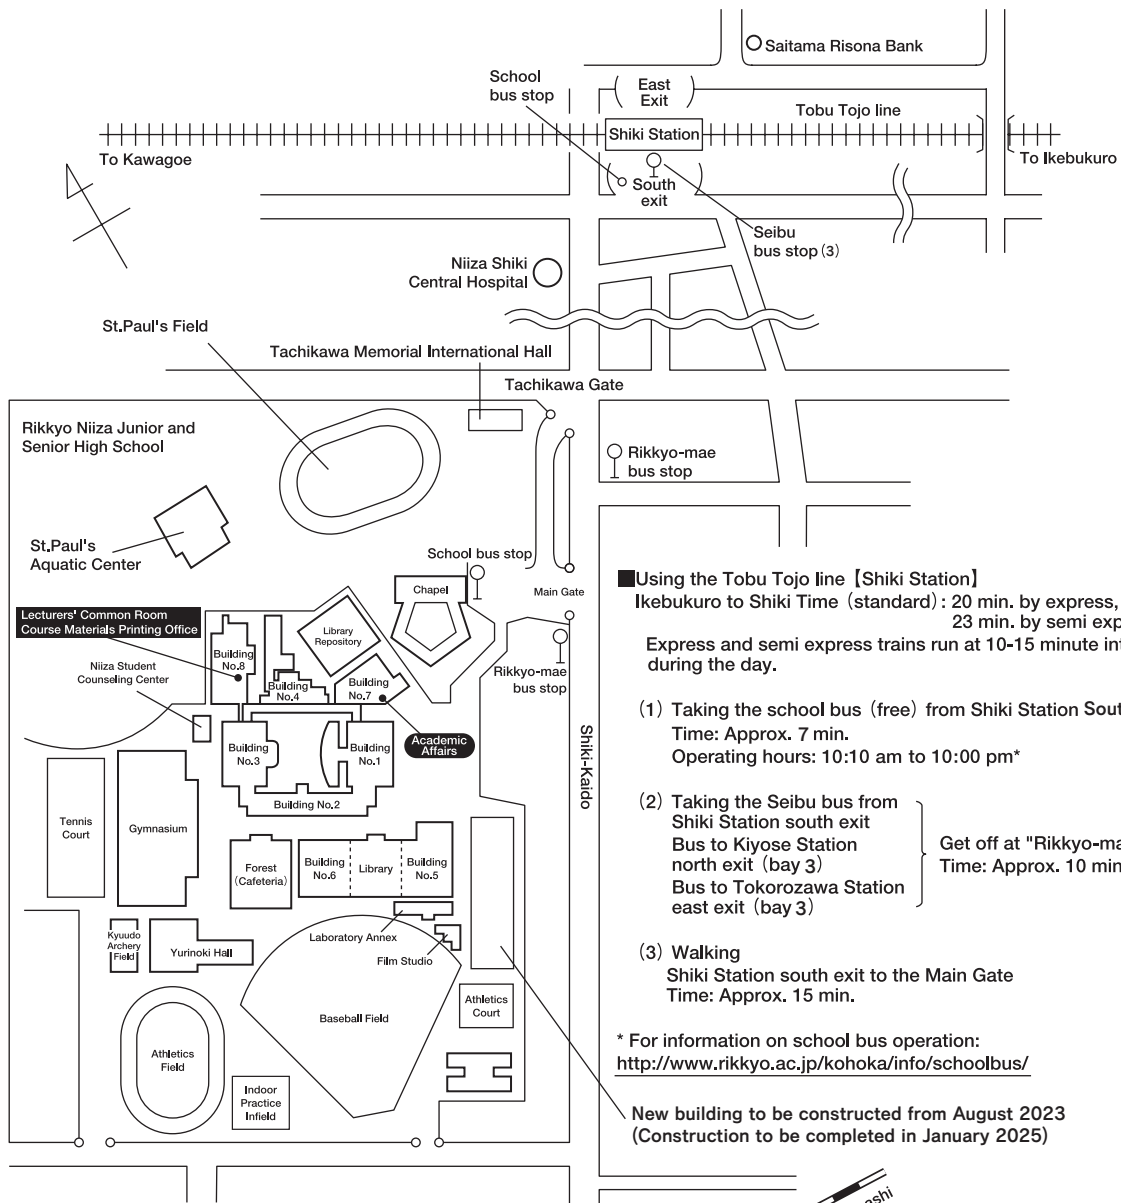 Saitama Risona Bank
School
bus stop
East
Exit
Tobu Tojo line
Shiki Station
To Kawagoe
To Ikebukuro
South
exit
Seibu
bus stop (3)
Niiza Shiki
Central Hospital
St.Paul's Field
Tachikawa Memorial International Hall
Tachikawa Gate
Rikkyo Niiza Junior and
Senior High School
Rikkyo-mae
bus stop
St.Paul's
Aquatic Center
School bus stop
Chapel
Main Gate
Lecturers' Common Room
Course Materials Printing Office
Library
Repository
Building
No.8
Niiza Student
Counseling Center
Building
No.4
Building
No.7
Rikkyo-mae
bus stop
Academic
Affairs
Building
No.3
Building
No.1
Building No.2
Shiki-Kaido
Tennis
Court
Gymnasium
Forest
(Cafeteria)
Building
No.6
Library
Building
No.5
Kyuudo
Archery
Field
Yurinoki Hall
Laboratory Annex
Film Studio
Athletics
Court
Baseball Field
Athletics
Field
Indoor
Practice
Infield
■Using the Tobu Tojo line【Shiki Station】
Ikebukuro to Shiki Time (standard): 20 min. by express,
23 min. by semi exp
Express and semi express trains run at 10-15 minute int
during the day.
(1) Taking the school bus (free) from Shiki Station Sout
Time: Approx. 7 min.
Operating hours: 10:10 am to 10:00 pm*
(2) Taking the Seibu bus from
Shiki Station south exit
Bus to Kiyose Station
north exit (bay 3)
Bus to Tokorozawa Station
east exit (bay 3)
Get off at "Rikkyo-ma
Time: Approx. 10 min
(3) Walking
Shiki Station south exit to the Main Gate
Time: Approx. 15 min.
* For information on school bus operation:
http://www.rikkyo.ac.jp/kohoka/info/schoolbus/
New building to be constructed from August 2023
(Construction to be completed in January 2025)